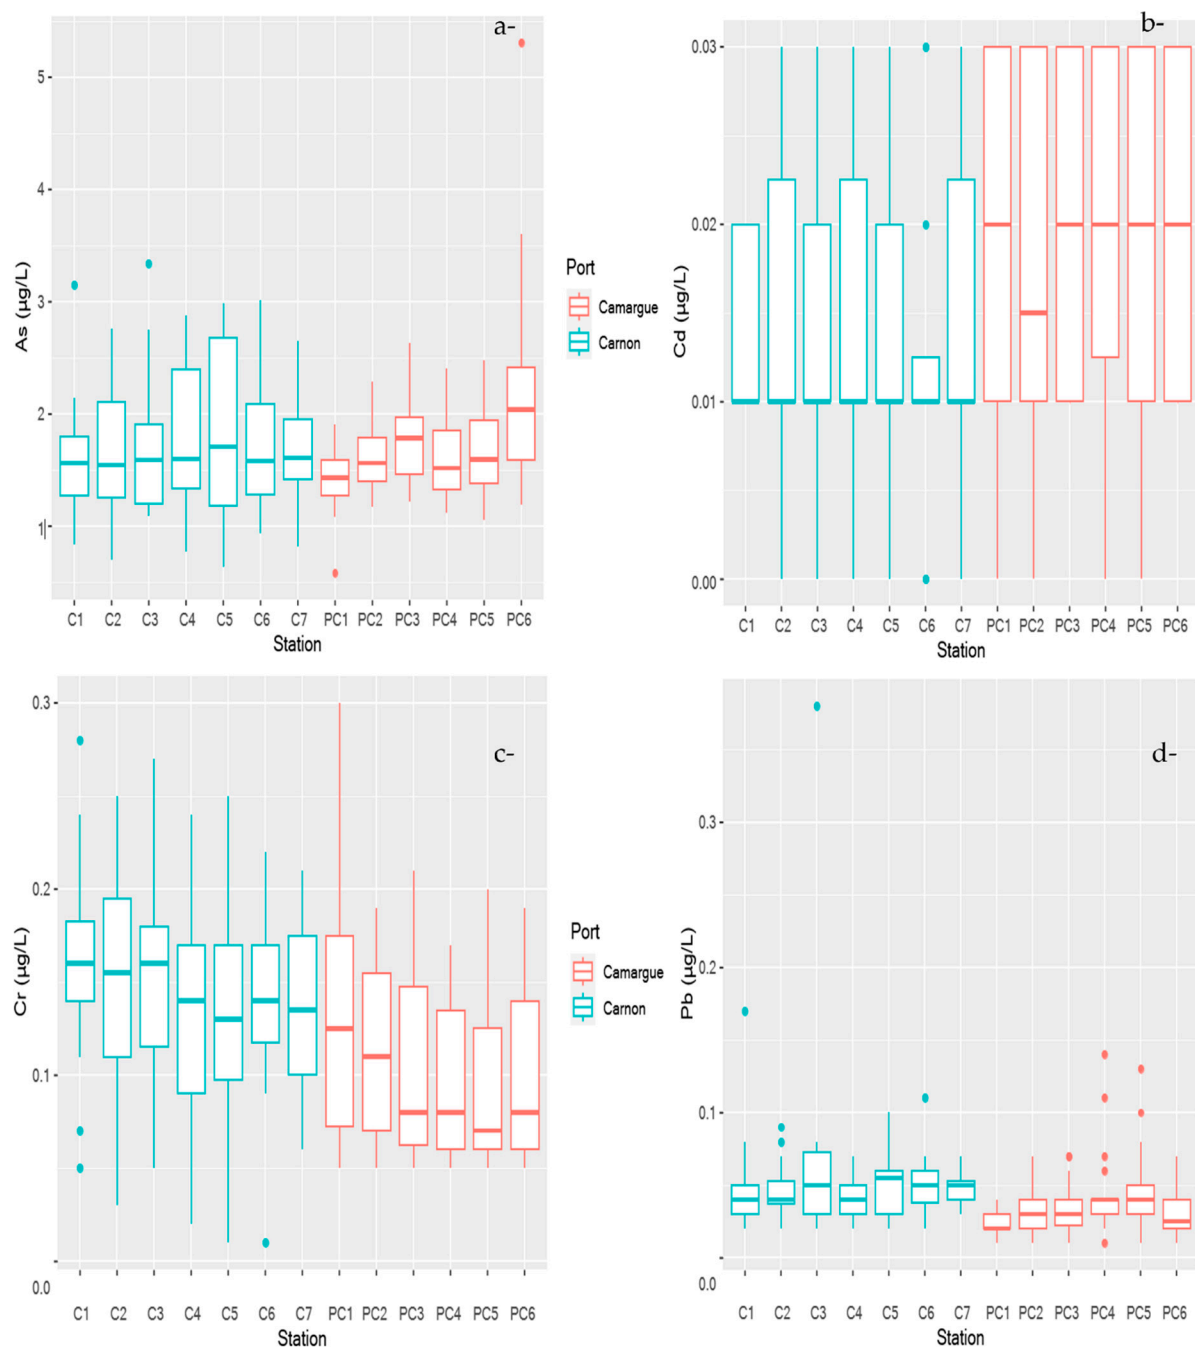 a-
5
4
3
2
1
As (µg/L)
C1 C2 C3 C4 C5 C6 C7 PC1 PC2 PC3 PC4 PC5 PC6
Station
Port
Camargue
Carnon
b-
0.03
0.02
0.01
0.00
Cd (µg/L)
C1 C2 C3 C4 C5 C6 C7 PC1 PC2 PC3 PC4 PC5 PC6
Station
c-
0.3
0.2
0.1
0.0
Cr (µg/L)
C1 C2 C3 C4 C5 C6 C7 PC1 PC2 PC3 PC4 PC5 PC6
Station
Port
Camargue
Carnon
d-
0.3
0.2
0.1
0.0
Pb (µg/L)
C1 C2 C3 C4 C5 C6 C7 PC1 PC2 PC3 PC4 PC5 PC6
Station